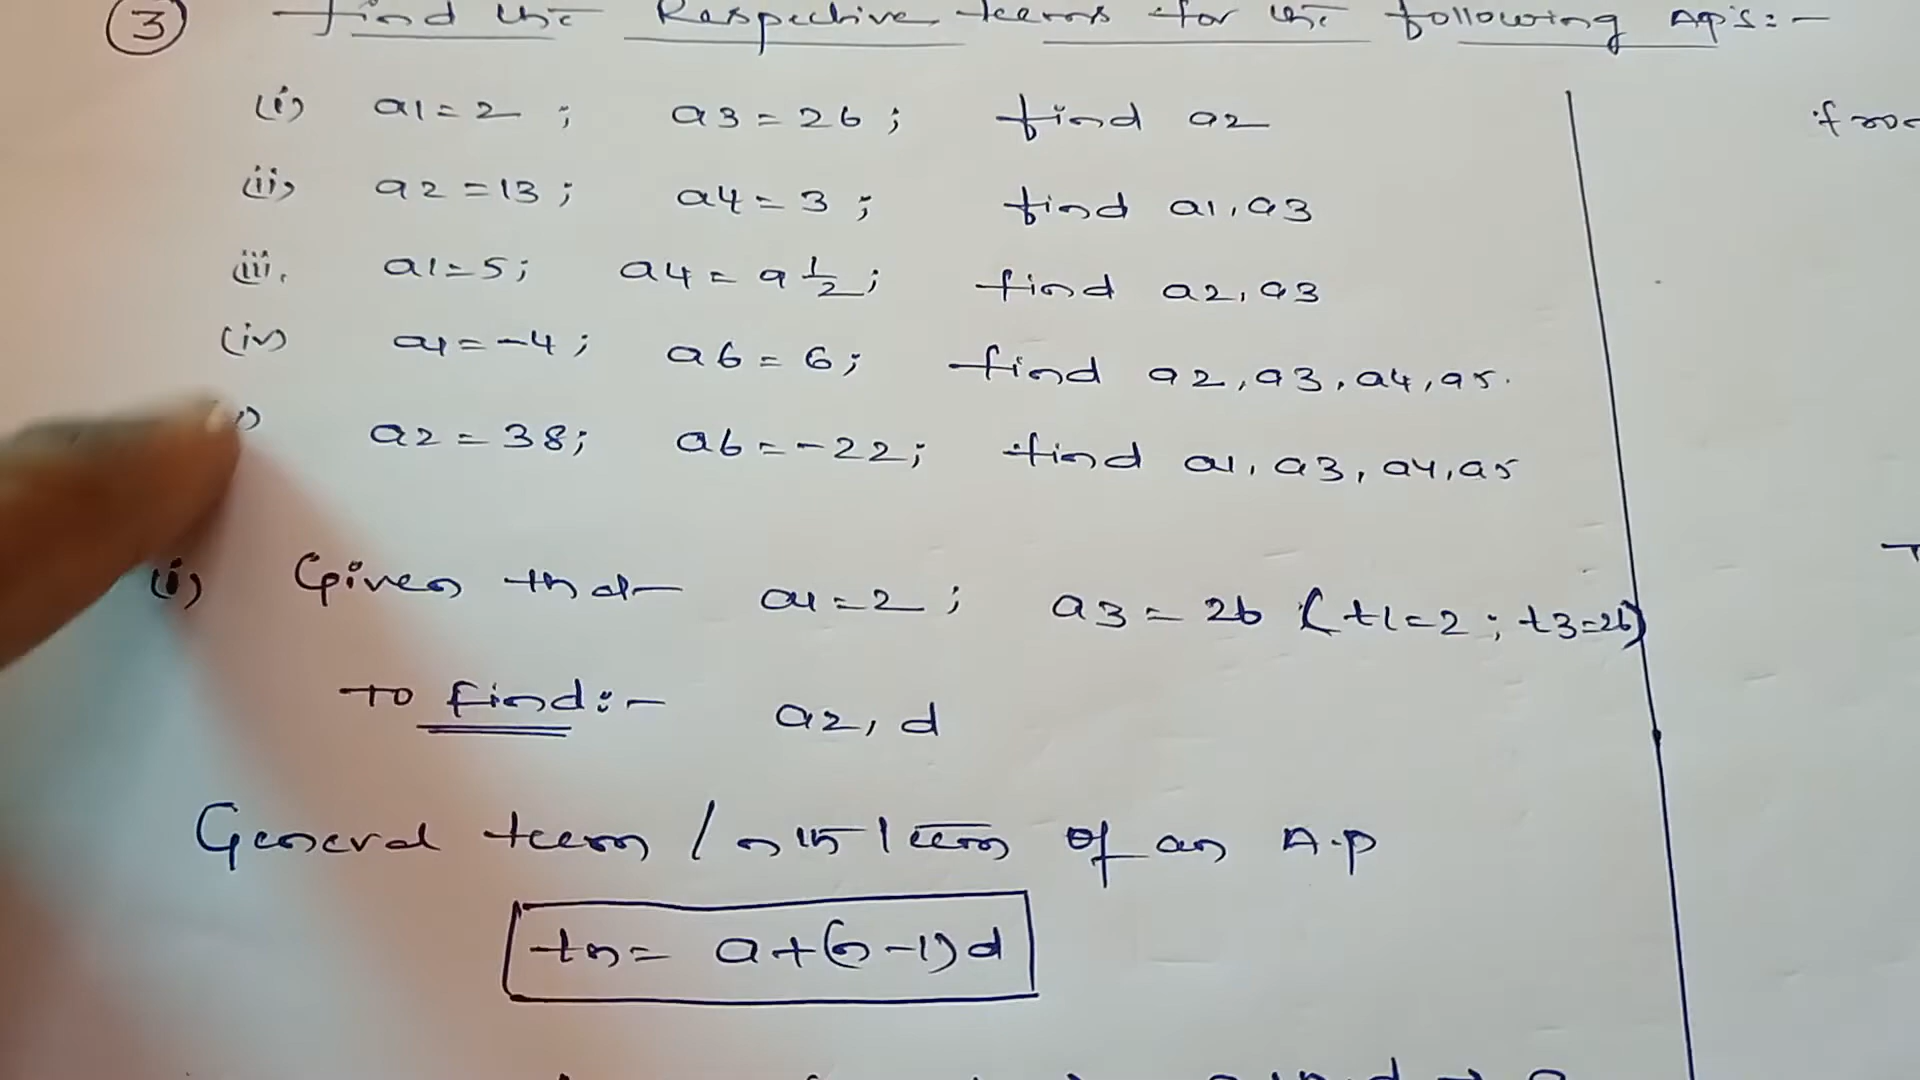 3 Find the Respective terms for the following AP's:-
(i) a1=2; a3=26; find a2
(ii) a2=13; a4=3; find a1, a3
iii. a1=5; a4=9 1/2; find a2, a3
(iv) a1=-4; a6=6; find a2, a3, a4, a5.
a2=38; a6=-22; find a1, a3, a4, a5
(i) Given that a1=2; a3=26 (t1=2; t3=26)
To find:- a2, d
General term / nth term of an A.P
tn= a+(n-1)d